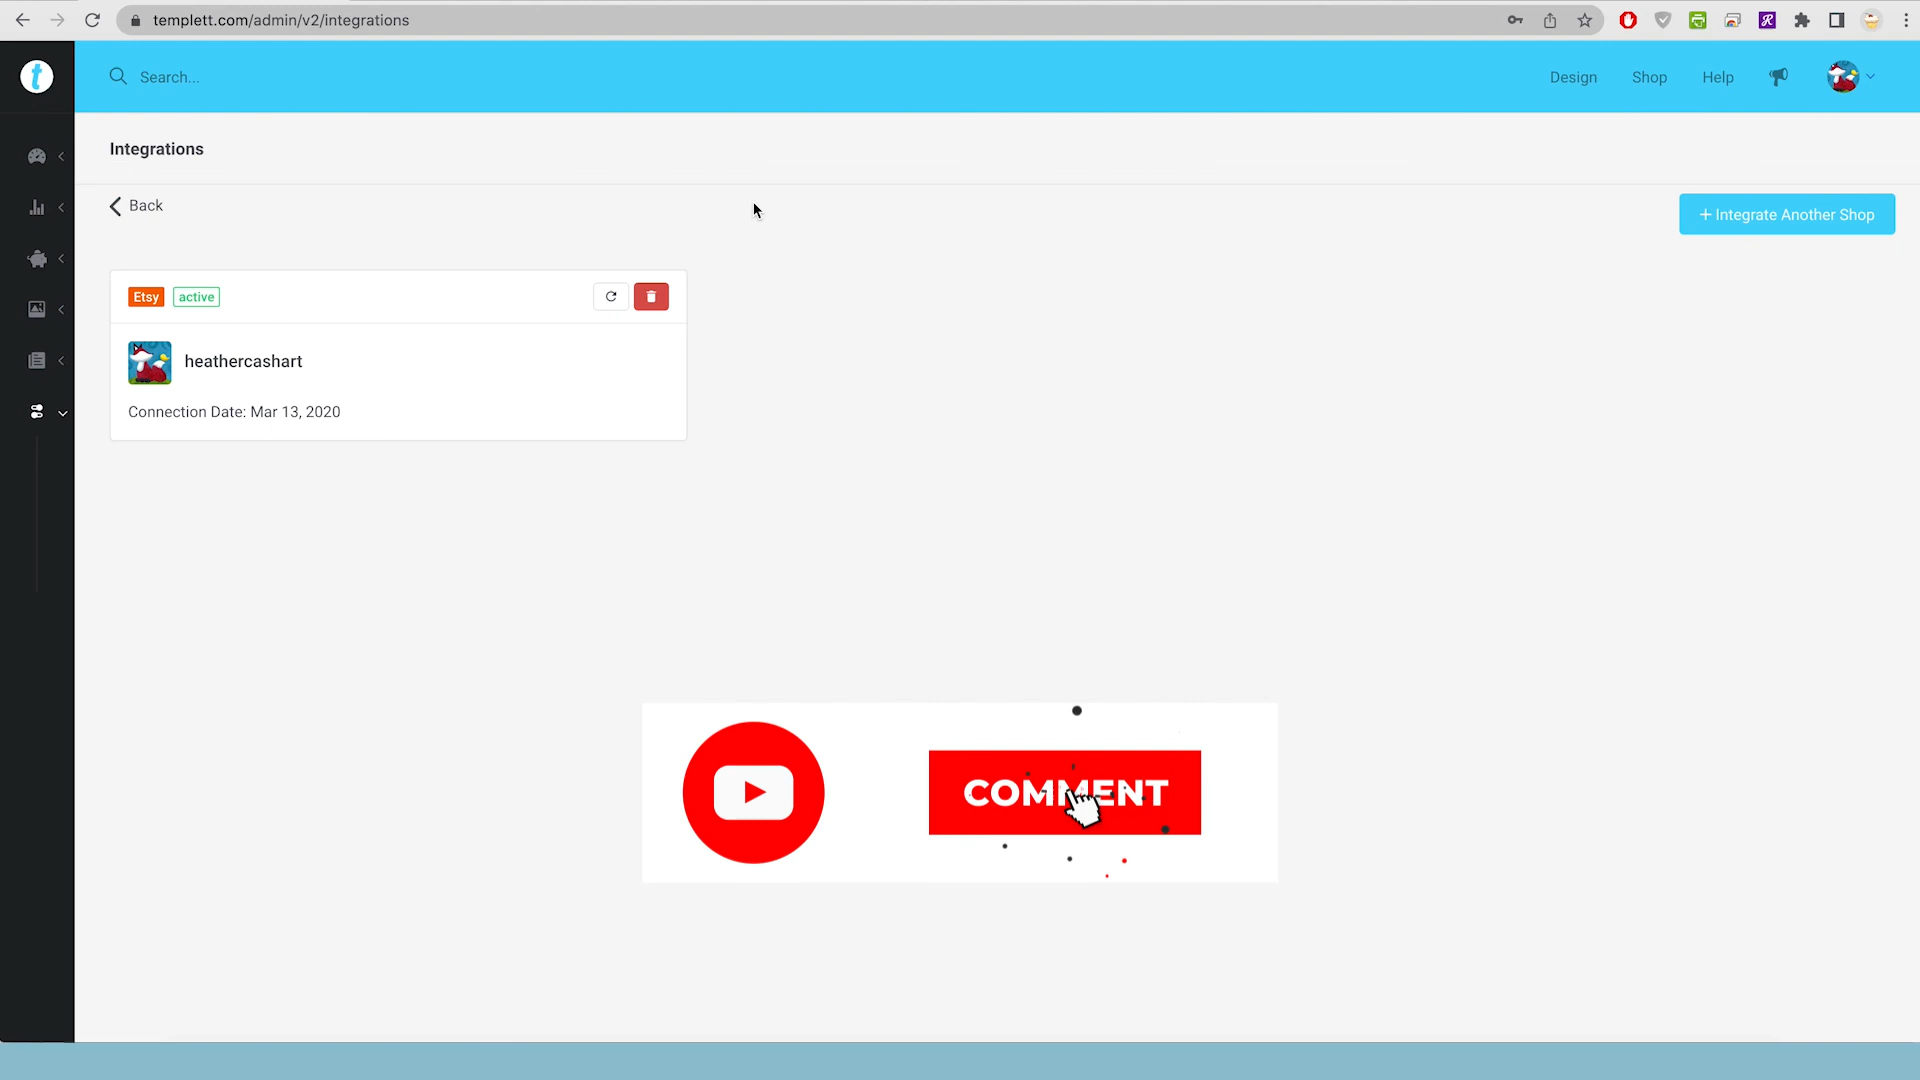 templett.com/admin/v2/integrations
t
Search...
Design
Shop
Help
Integrations
Back
+ Integrate Another Shop
Etsy
active
heathercashart
Connection Date: Mar 13, 2020
COMMENT